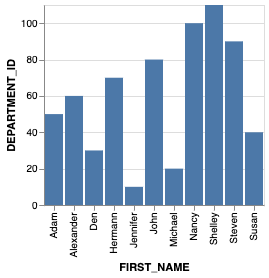 DEPARTMENT_ID
100
80
60
40
20
0
Adam
Alexander
Den
Hermann
Jennifer
John
Michael
Nancy
Shelley
Steven
Susan
FIRST_NAME